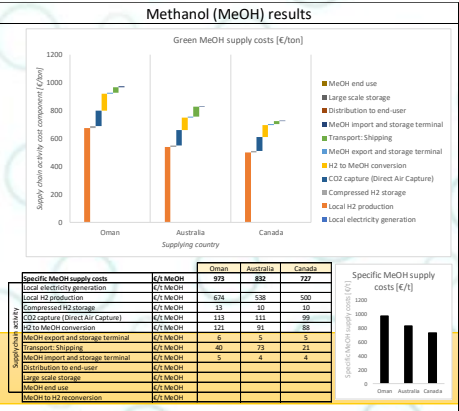 Methanol (MeOH) results
Green MeOH supply costs [€/ton]
Supply chain activity cost component [€/ton]
1200
1000
800
600
400
200
0
Oman Australia Canada
Supplying country
MeOH end use
Large scale storage
Distribution to end-user
MeOH import and storage terminal
Transport: Shipping
MeOH export and storage terminal
H2 to MeOH conversion
CO2 capture (Direct Air Capture)
Compressed H2 storage
Local H2 production
Local electricity generation
Oman Australia Canada
Specific MeOH supply costs €/t MeOH 973 832 727
Supply chain activity
Local electricity generation €/t MeOH
Local H2 production €/t MeOH 674 538 500
Compressed H2 storage €/t MeOH 13 10 10
CO2 capture (Direct Air Capture) €/t MeOH 113 111 99
H2 to MeOH conversion €/t MeOH 121 91 88
MeOH export and storage terminal €/t MeOH 6 5 5
Transport: Shipping €/t MeOH 40 73 21
MeOH import and storage terminal €/t MeOH 5 4 4
Distribution to end-user €/t MeOH
Large scale storage €/t MeOH
MeOH end use €/t MeOH
MeOH to H2 reconversion €/t MeOH
Specific MeOH supply
costs [€/t]
Specific MeOH supply costs [€/t]
1200
1000
800
600
400
200
0
Oman Australia Canada